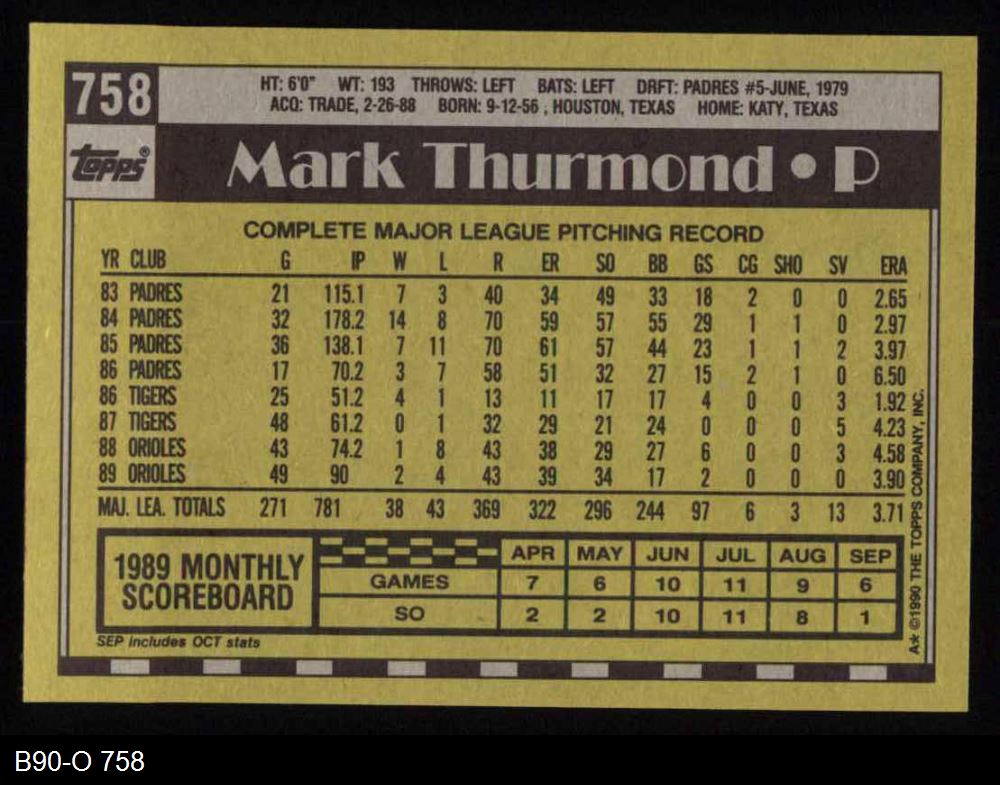 758
HT: 6'0" WT: 193 THROWS: LEFT BATS: LEFT DRFT: PADRES #5-JUNE, 1979
ACQ: TRADE, 2-26-88 BORN: 9-12-56 , HOUSTON, TEXAS HOME: KATY, TEXAS
Topps®
Mark Thurmond • P
COMPLETE MAJOR LEAGUE PITCHING RECORD
YR CLUB G IP W L R ER SO BB GS CG SHO SV ERA
83 PADRES 21 115.1 7 3 40 34 49 33 18 2 0 0 2.65
84 PADRES 32 178.2 14 8 70 59 57 55 29 1 1 0 2.97
85 PADRES 36 138.1 7 11 70 61 57 44 23 1 1 2 3.97
86 PADRES 17 70.2 3 7 58 51 32 27 15 2 1 0 6.50
86 TIGERS 25 51.2 4 1 13 11 17 17 4 0 0 3 1.92
87 TIGERS 48 61.2 0 1 32 29 21 24 0 0 0 5 4.23
88 ORIOLES 43 74.2 1 8 43 38 29 27 6 0 0 3 4.58
89 ORIOLES 49 90 2 4 43 39 34 17 2 0 0 0 3.90
MAJ. LEA. TOTALS 271 781 38 43 369 322 296 244 97 6 3 13 3.71
1989 MONTHLY
SCOREBOARD
APR MAY JUN JUL AUG SEP
GAMES 7 6 10 11 9 6
SO 2 2 10 11 8 1
SEP includes OCT stats
A* ©1990 THE TOPPS COMPANY, INC.
B90-O 758